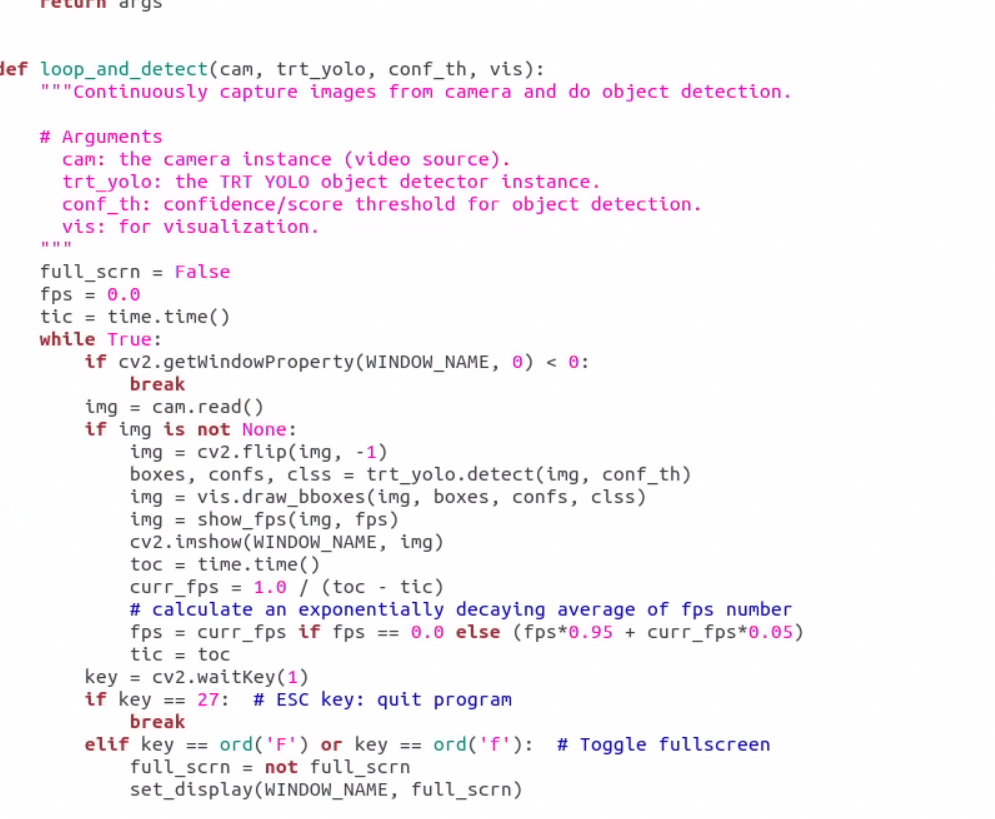 return args
def loop_and_detect(cam, trt_yolo, conf_th, vis):
    """Continuously capture images from camera and do object detection.

    # Arguments
      cam: the camera instance (video source).
      trt_yolo: the TRT YOLO object detector instance.
      conf_th: confidence/score threshold for object detection.
      vis: for visualization.
    """
    full_scrn = False
    fps = 0.0
    tic = time.time()
    while True:
        if cv2.getWindowProperty(WINDOW_NAME, 0) < 0:
            break
        img = cam.read()
        if img is not None:
            img = cv2.flip(img, -1)
            boxes, confs, clss = trt_yolo.detect(img, conf_th)
            img = vis.draw_bboxes(img, boxes, confs, clss)
            img = show_fps(img, fps)
            cv2.imshow(WINDOW_NAME, img)
            toc = time.time()
            curr_fps = 1.0 / (toc - tic)
            # calculate an exponentially decaying average of fps number
            fps = curr_fps if fps == 0.0 else (fps*0.95 + curr_fps*0.05)
            tic = toc
        key = cv2.waitKey(1)
        if key == 27:  # ESC key: quit program
            break
        elif key == ord('F') or key == ord('f'):  # Toggle fullscreen
            full_scrn = not full_scrn
            set_display(WINDOW_NAME, full_scrn)